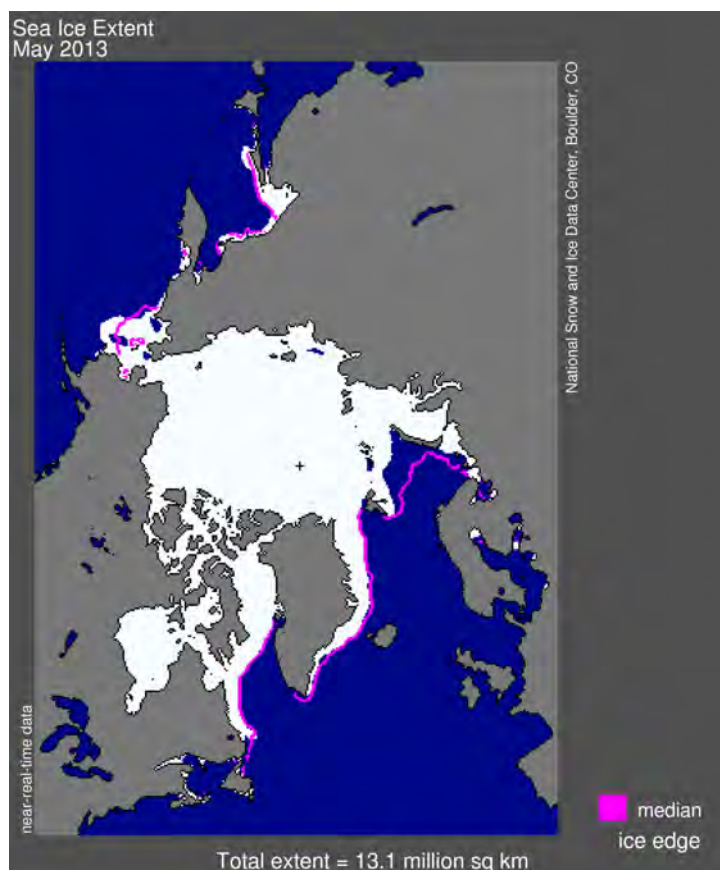 Sea Ice Extent
May 2013
National Snow and Ice Data Center, Boulder, CO
near-real-time data
median
ice edge
Total extent = 13.1 million sq km